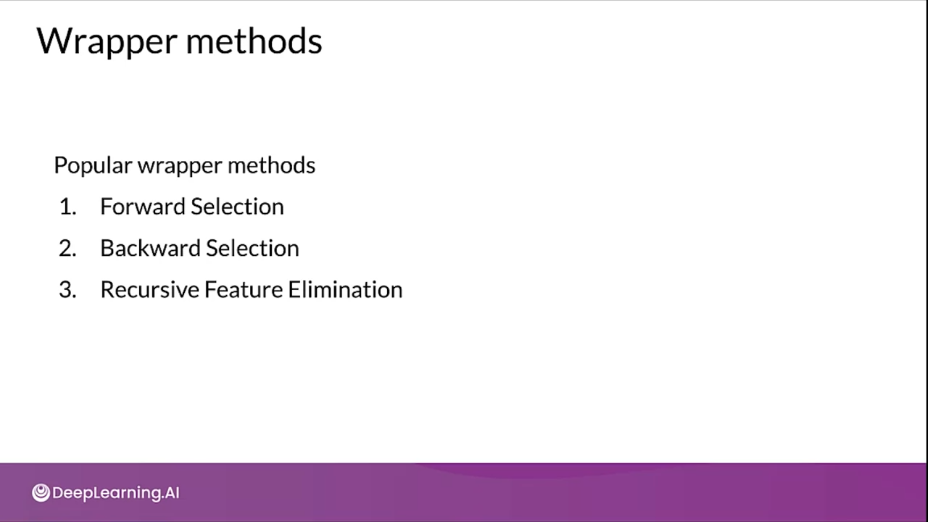 Wrapper methods
Popular wrapper methods
1. Forward Selection
2. Backward Selection
3. Recursive Feature Elimination
DeepLearning.AI